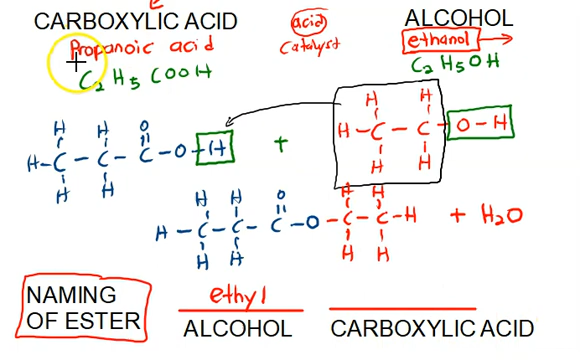 CARBOXYLIC ACID acid ALCOHOL
Propanoic acid catalyst ethanol
C2H5COOH C2H5OH
H H O H H
H-C-C-C-O-H + H-C-C-O-H
H H H H
H H O H H
H-C-C-C-O-C-C-H + H2O
H H H H
NAMING ethyl
OF ESTER ALCOHOL CARBOXYLIC ACID